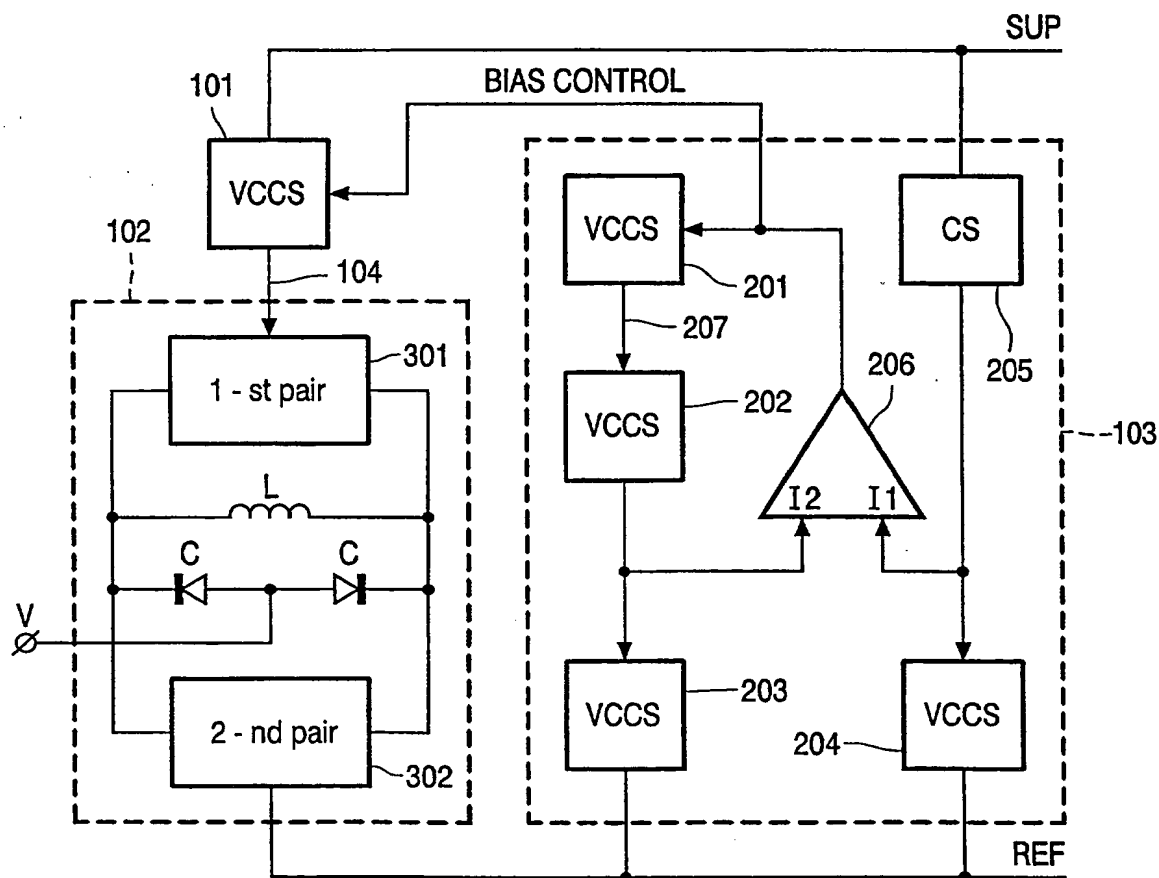 SUP
BIAS CONTROL
101
VCCS
102
104
VCCS
201
CS
205
207
1 - st pair
301
VCCS
202
206
103
I2 I1
L
C C
V
2 - nd pair
302
VCCS
203
VCCS
204
REF